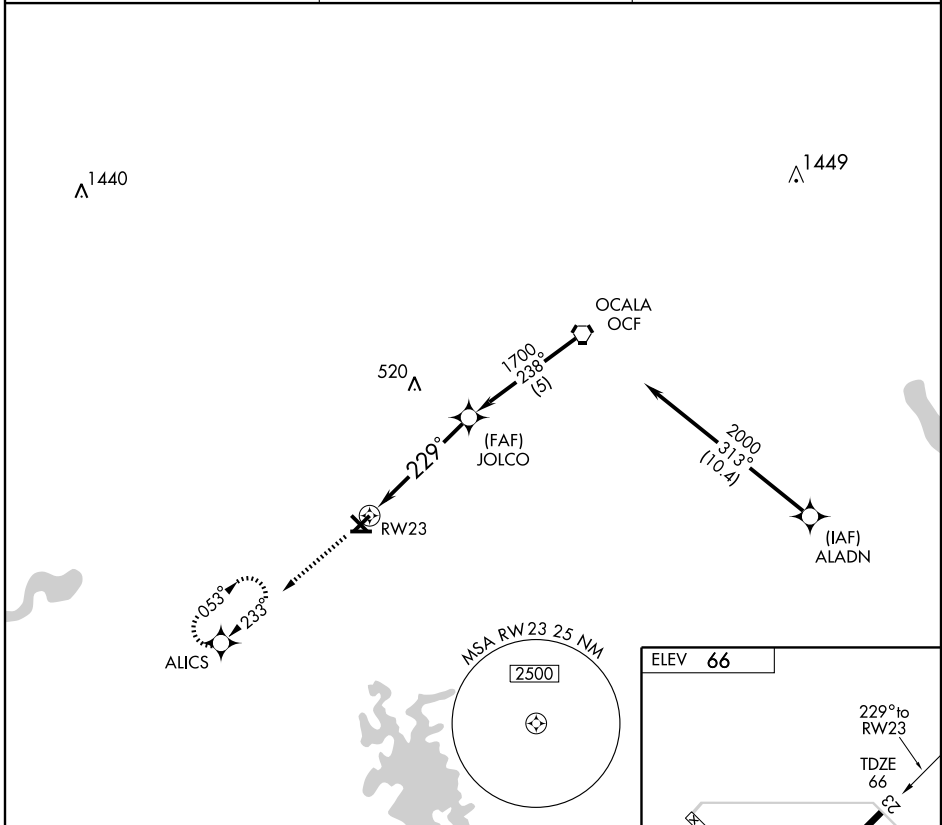 1440
1449
OCALA
OCF
1700
238°
(5)
520
(FAF)
JOLCO
229°
2000
313°
(10.4)
RW23
(IAF)
ALADN
053°
233°
ALICS
MSA RW23 25 NM
2500
ELEV 66
229° to
RW23
TDZE
66
23